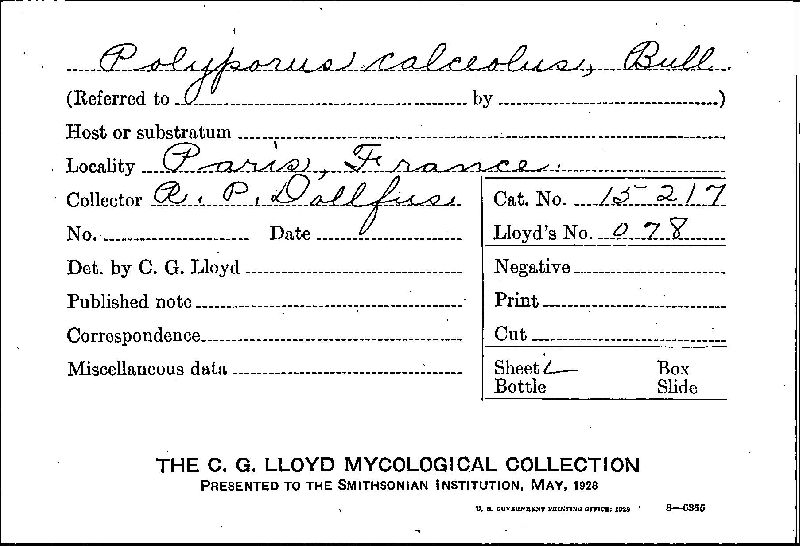 Polyporus calceolus, Bull.
(Referred to by )
Host or substratum
Locality Paris, France.
Collector R. P. Dollfus.
Cat. No. 15217
No. Date
Lloyd's No. 078
Det. by C. G. Lloyd
Negative
Published note
Print
Correspondence
Cut
Miscellaneous data
Sheet ✓ Box
Bottle Slide
THE C. G. LLOYD MYCOLOGICAL COLLECTION
PRESENTED TO THE SMITHSONIAN INSTITUTION, MAY, 1928
U. S. GOVERNMENT PRINTING OFFICE: 1929 8—6355